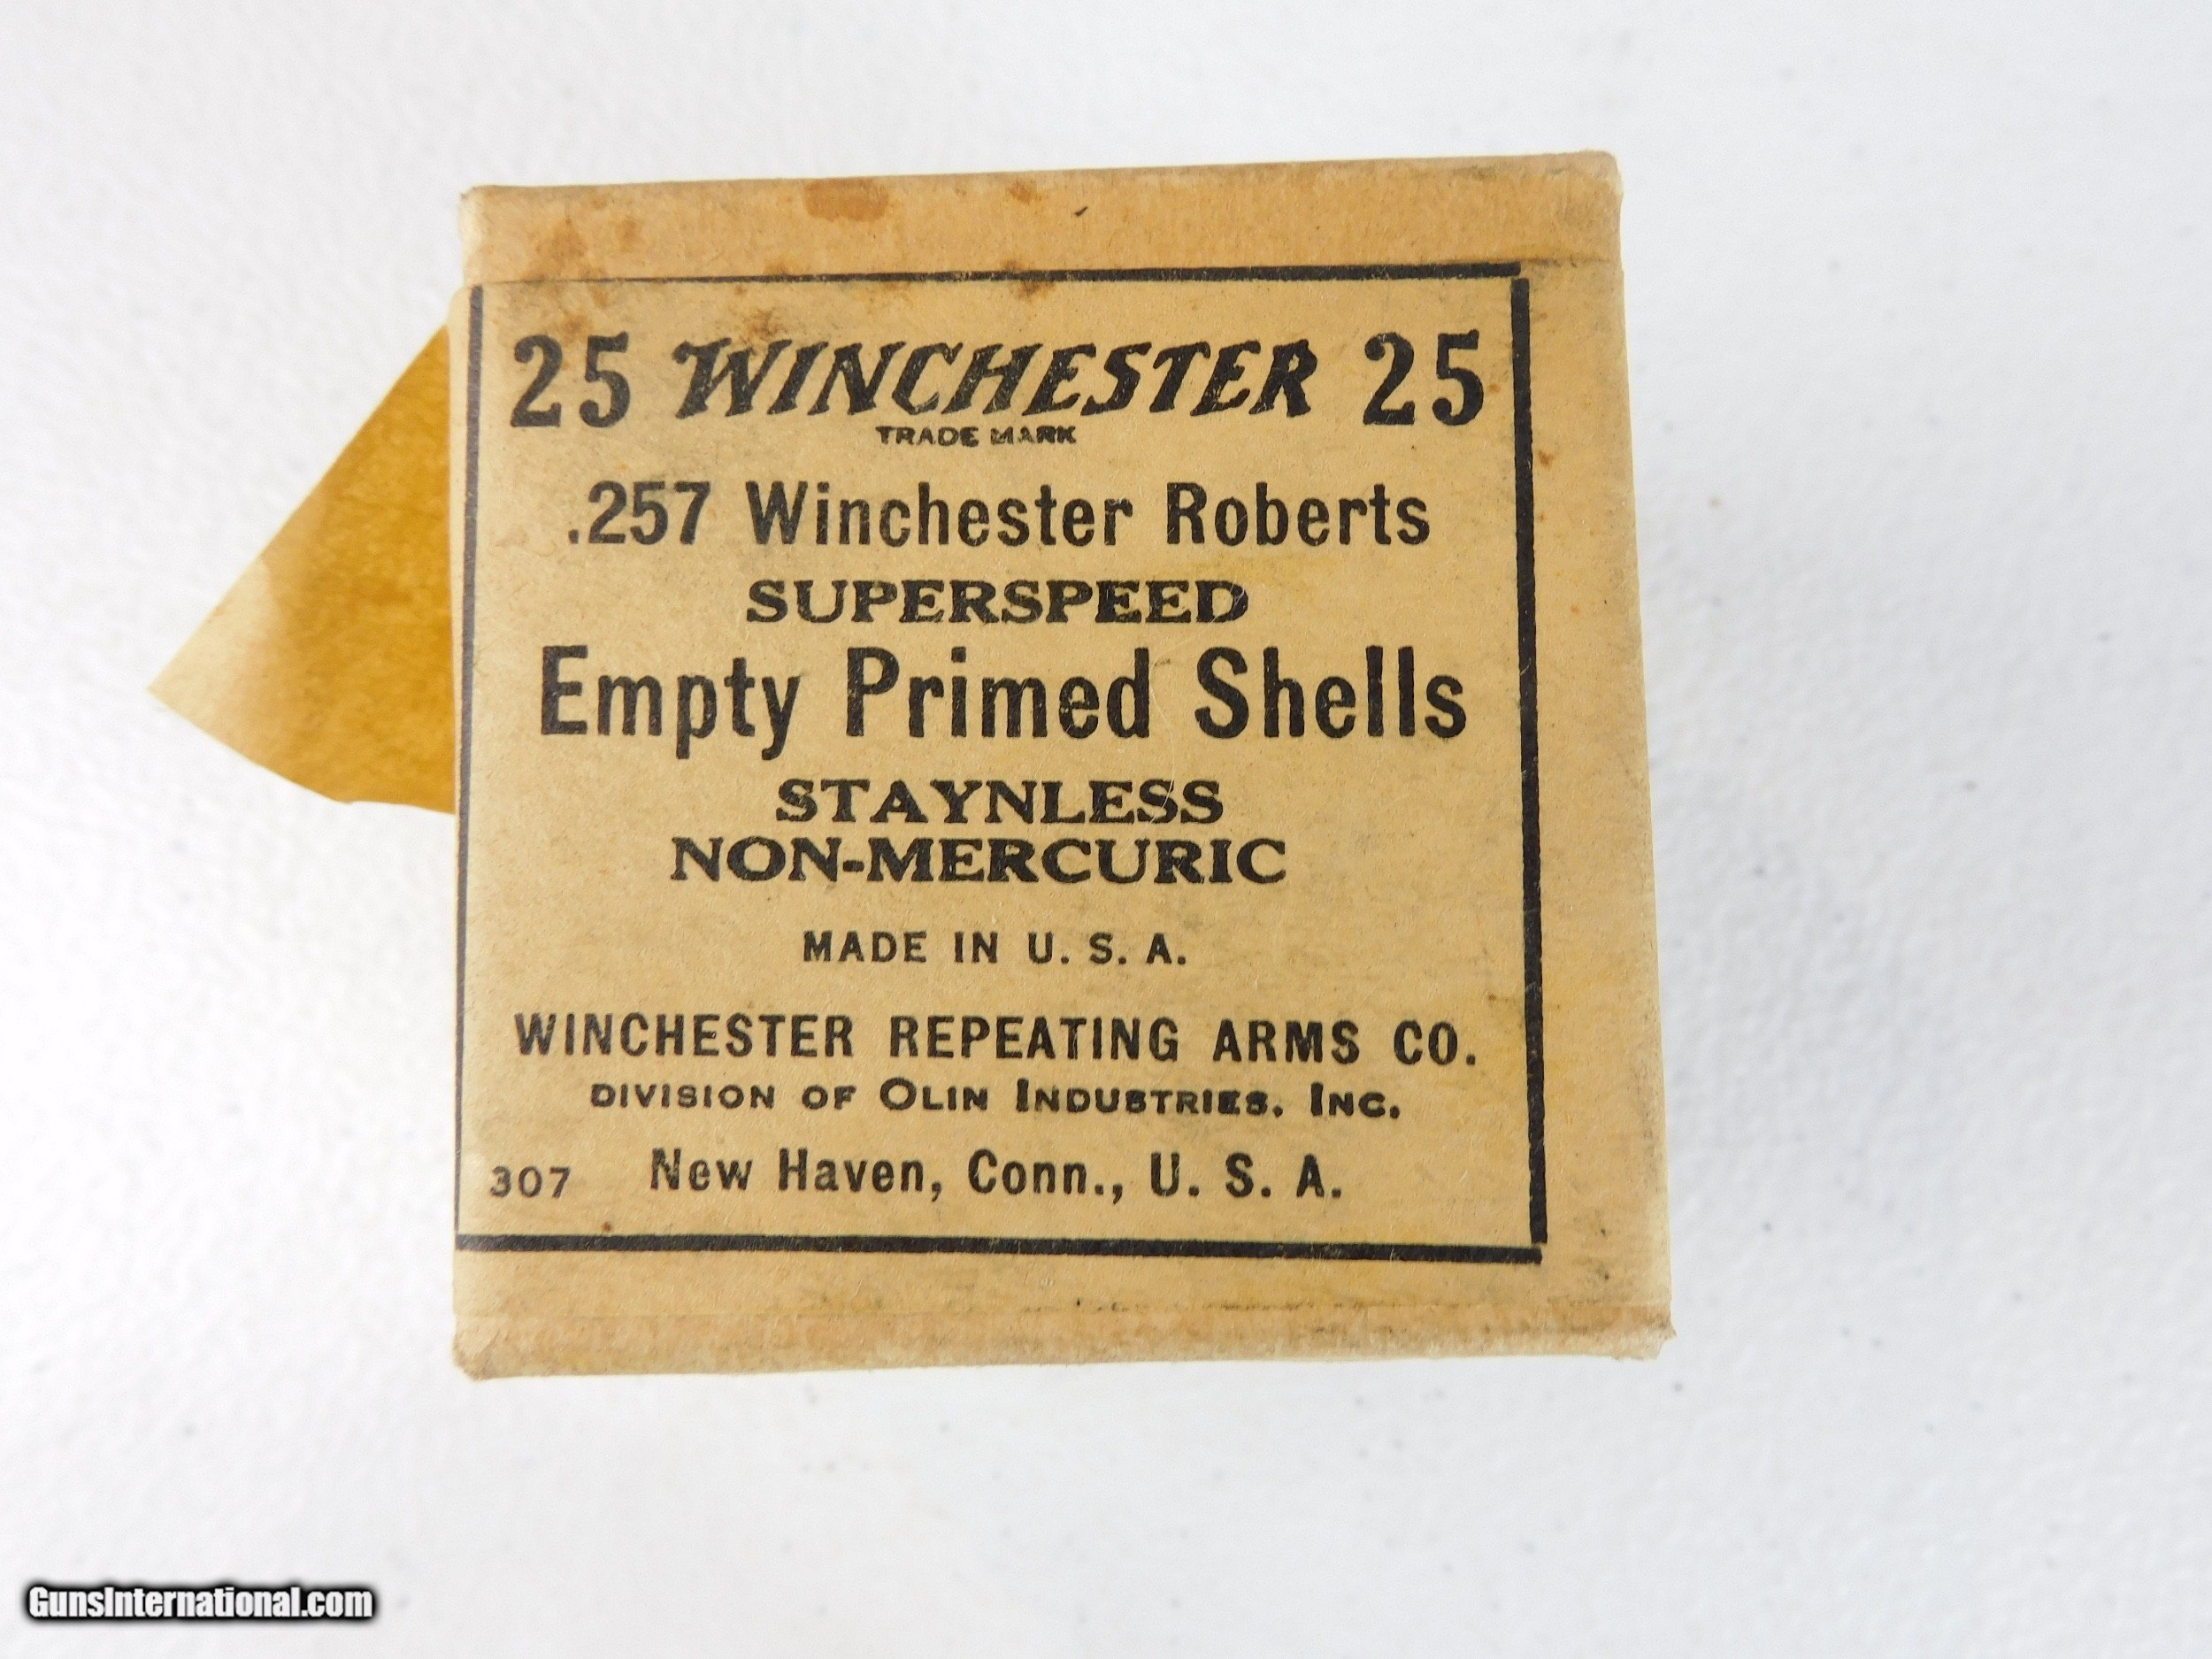 25 WINCHESTER 25
TRADE MARK
.257 Winchester Roberts
SUPERSPEED
Empty Primed Shells
STAYNLESS
NON-MERCURIC
MADE IN U. S. A.
WINCHESTER REPEATING ARMS CO.
DIVISION OF OLIN INDUSTRIES, INC.
307 New Haven, Conn., U. S. A.
GunsInternational.com